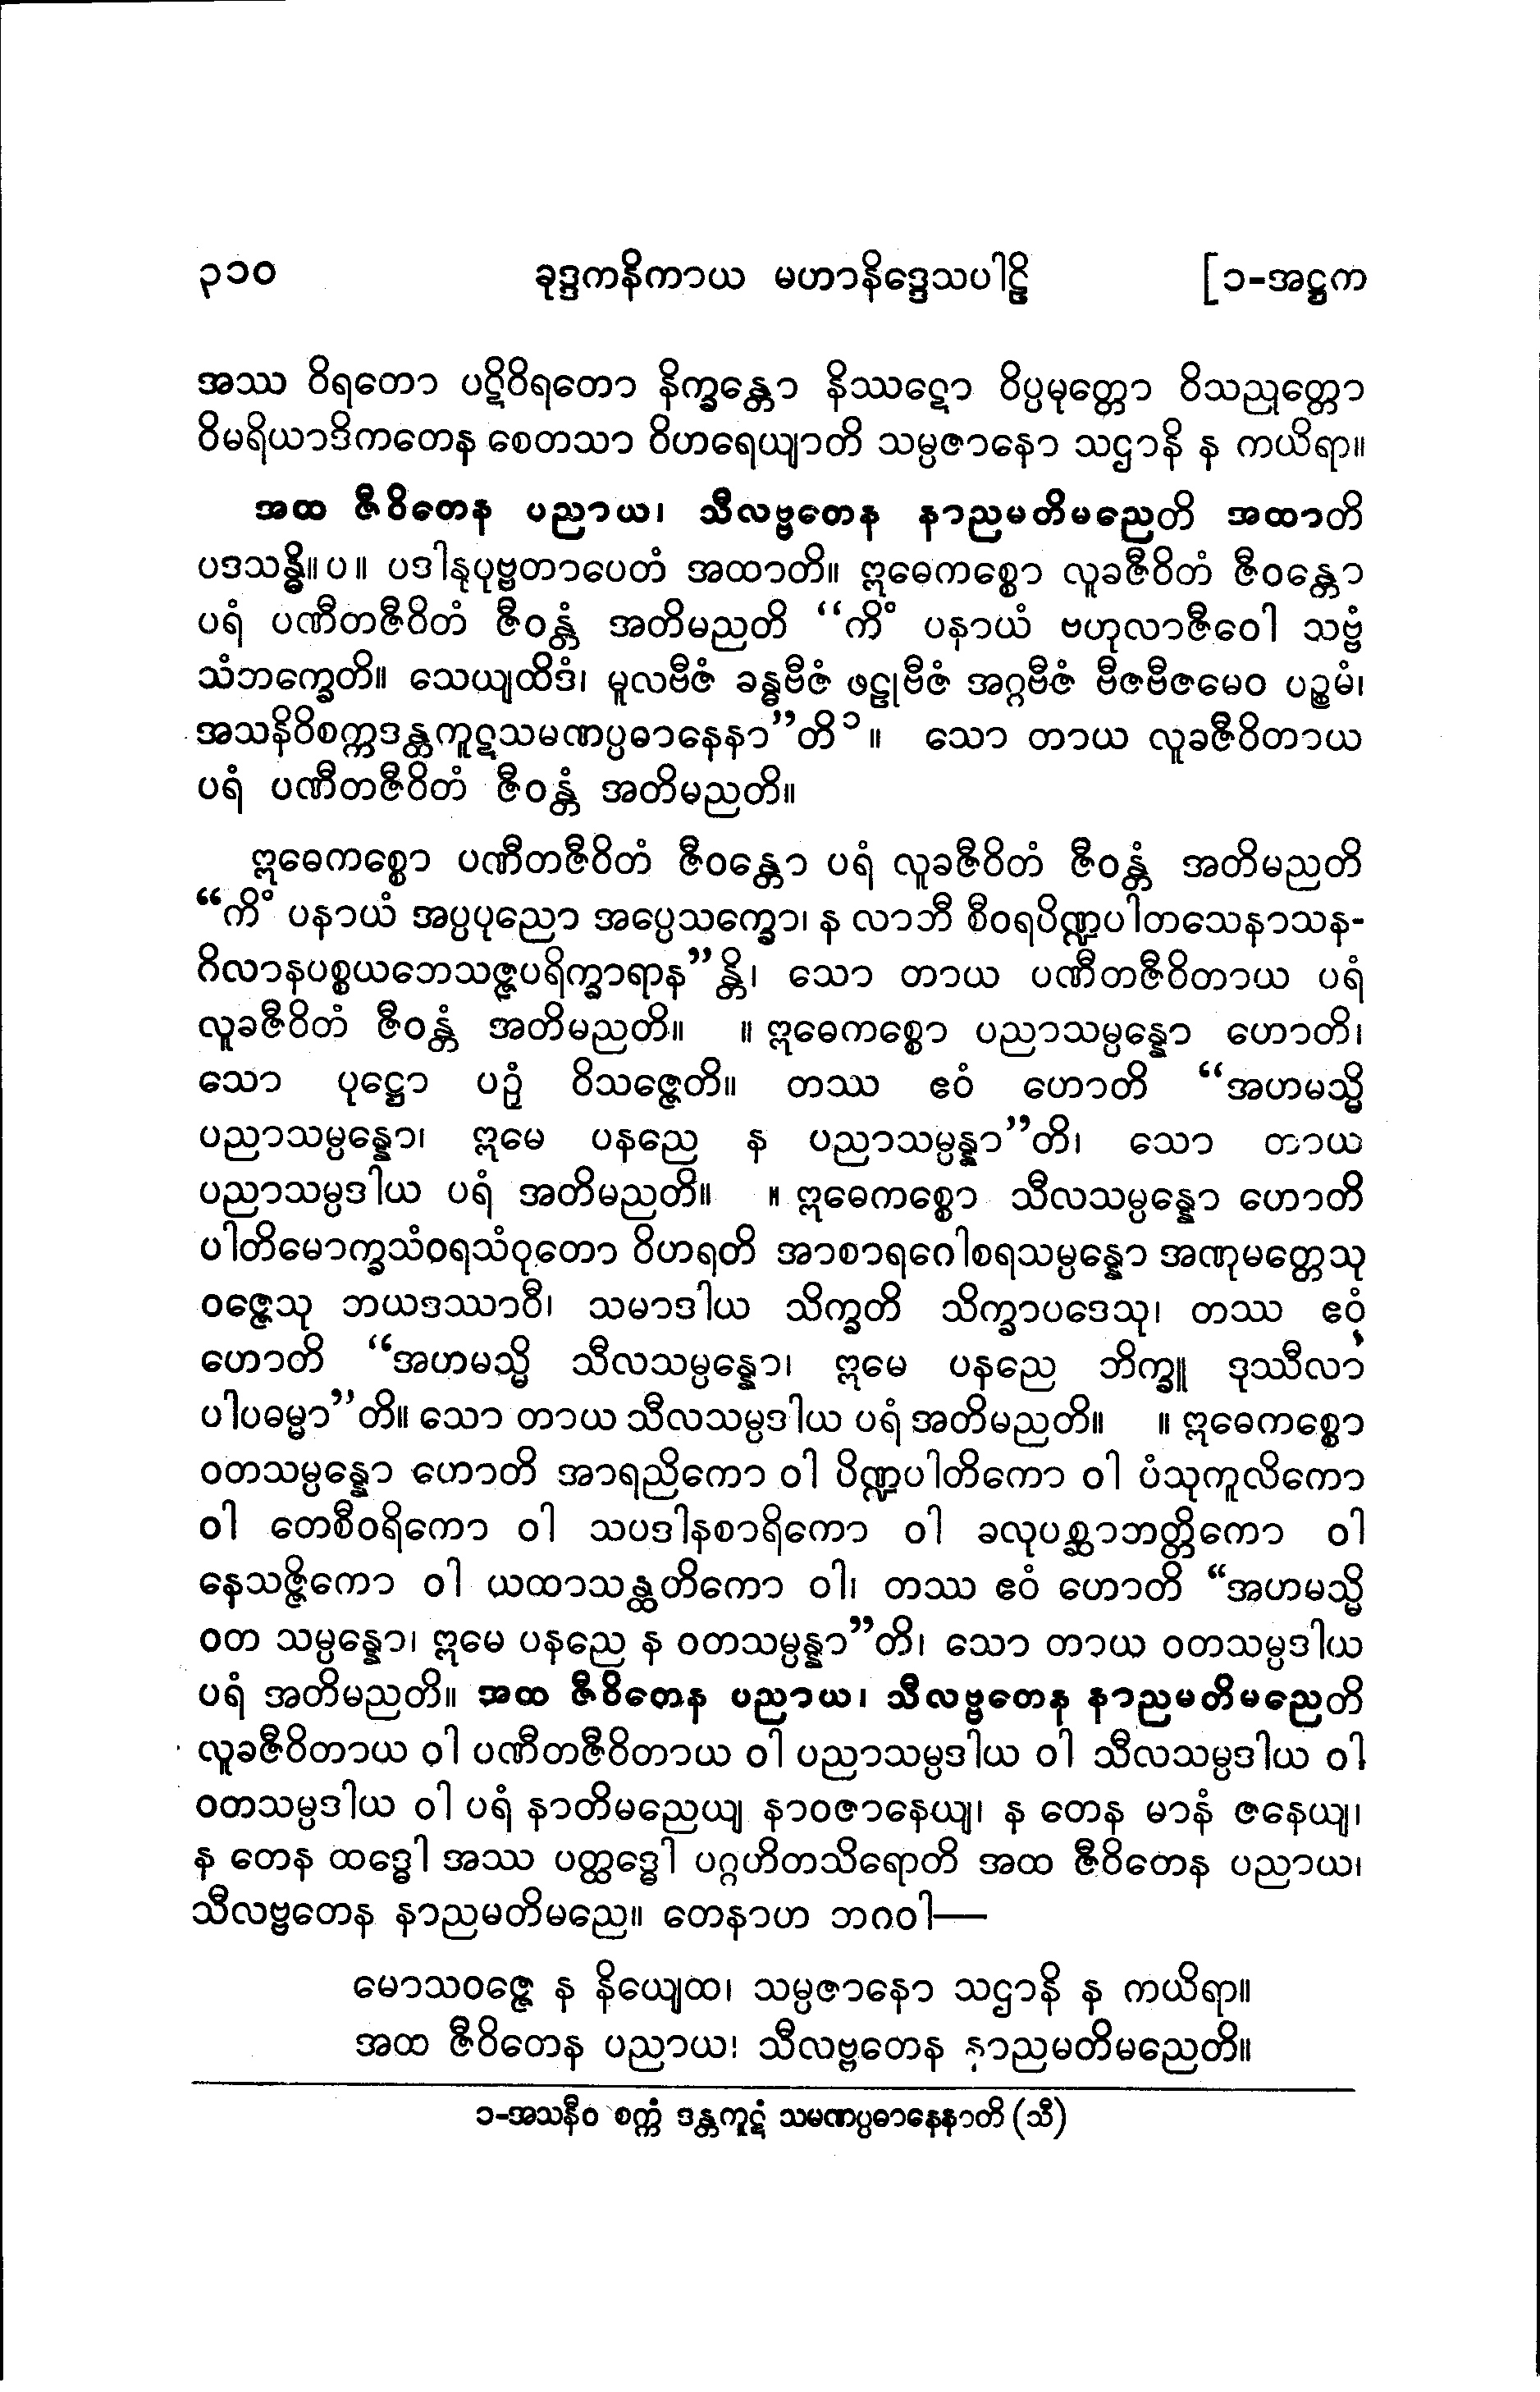 ၃၁၀ ခုဒ္ဒကနိကာယ မဟာနိဒ္ဒေသပါဠိ [၁-အဋ္ဌက
အဿ ဝိရတော ပဋိဝိရတော နိက္ခန္တော နိဿဋော ဝိပ္ပမုတ္တော ဝိသညုတ္တော
ဝိမရိယာဒိကတေန စေတသာ ဝိဟရေယျာတိ သမ္ပဇာနော သဌာနိ န ကယိရာ။
အထ ဇီဝိတေန ပညာယ၊ သီလဗ္ဗတေန နာညမတိမညေတိ အထာတိ
ပဒသန္ဓိ။ ပ။ ပဒါနုပုဗ္ဗတာပေတံ အထာတိ။ ဣဓေကစ္စော လူခဇီဝိတံ ဇီဝန္တော
ပရံ ပဏီတဇီဝိတံ ဇီဝန္တံ အတိမညတိ “ကိံ ပနာယံ ဗဟုလာဇီဝေါ သဗ္ဗံ
သံဘက္ခေတိ။ သေယျထိဒံ၊ မူလဗီဇံ ခန္ဓဗီဇံ ဖဠုဗီဇံ အဂ္ဂဗီဇံ ဗီဇဗီဇမေဝ ပဉ္စမံ၊
အသနိဝိစက္ကဒန္တကူဋသမဏပ္ပဓာနေနာ”တိ ၁။ သော တာယ လူခဇီဝိတာယ
ပရံ ပဏီတဇီဝိတံ ဇီဝန္တံ အတိမညတိ။
ဣဓေကစ္စော ပဏီတဇီဝိတံ ဇီဝန္တော ပရံ လူခဇီဝိတံ ဇီဝန္တံ အတိမညတိ
“ကိံ ပနာယံ အပ္ပပုညော အပ္ပေသက္ခော၊ န လာဘီ စီဝရပိဏ္ဍပါတသေနာသန-
ဂိလာနပစ္စယဘေသဇ္ဇပရိက္ခာရာန”န္တိ၊ သော တာယ ပဏီတဇီဝိတာယ ပရံ
လူခဇီဝိတံ ဇီဝန္တံ အတိမညတိ။ ။ ဣဓေကစ္စော ပညာသမ္ပန္နော ဟောတိ၊
သော ပုဋ္ဌော ပဉှံ ဝိသဇ္ဇေတိ။ တဿ ဧဝံ ဟောတိ “အဟမသ္မိ
ပညာသမ္ပန္နော၊ ဣမေ ပနညေ န ပညာသမ္ပန္နာ”တိ၊ သော တာယ
ပညာသမ္ပဒါယ ပရံ အတိမညတိ။ ။ ဣဓေကစ္စော သီလသမ္ပန္နော ဟောတိ
ပါတိမောက္ခသံဝရသံဝုတော ဝိဟရတိ အာစာရဂေါစရသမ္ပန္နော အဏုမတ္တေသု
ဝဇ္ဇေသု ဘယဒဿာဝီ၊ သမာဒါယ သိက္ခတိ သိက္ခာပဒေသု၊ တဿ ဧဝံ
ဟောတိ “အဟမသ္မိ သီလသမ္ပန္နော၊ ဣမေ ပနညေ ဘိက္ခူ ဒုဿီလာ
ပါပဓမ္မာ”တိ။ သော တာယ သီလသမ္ပဒါယ ပရံ အတိမညတိ။ ။ ဣဓေကစ္စော
ဝတသမ္ပန္နော ဟောတိ အာရညိကော ဝါ ပိဏ္ဍပါတိကော ဝါ ပံသုကူလိကော
ဝါ တေစီဝရိကော ဝါ သပဒါနစာရိကော ဝါ ခလုပစ္ဆာဘတ္တိကော ဝါ
နေသဇ္ဇိကော ဝါ ယထာသန္ထတိကော ဝါ၊ တဿ ဧဝံ ဟောတိ “အဟမသ္မိ
ဝတ သမ္ပန္နော၊ ဣမေ ပနညေ န ဝတသမ္ပန္နာ”တိ၊ သော တာယ ဝတသမ္ပဒါယ
ပရံ အတိမညတိ။ အထ ဇီဝိတေန ပညာယ၊ သီလဗ္ဗတေန နာညမတိမညေတိ
လူခဇီဝိတာယ ဝါ ပဏီတဇီဝိတာယ ဝါ ပညာသမ္ပဒါယ ဝါ သီလသမ္ပဒါယ ဝါ
ဝတသမ္ပဒါယ ဝါ ပရံ နာတိမညေယျ နာဝဇာနေယျ၊ န တေန မာနံ ဇနေယျ၊
န တေန ထဒ္ဓေါ အဿ ပတ္ထဒ္ဓေါ ပဂ္ဂဟိတသိရောတိ အထ ဇီဝိတေန ပညာယ၊
သီလဗ္ဗတေန နာညမတိမညေ။ တေနာဟ ဘဂဝါ—
မောသဝဇ္ဇေ န နိယျေထ၊ သမ္ပဇာနော သဌာနိ န ကယိရာ။
အထ ဇီဝိတေန ပညာယ၊ သီလဗ္ဗတေန နာညမတိမညေတိ။
၁-အသနီဝ စက္ကံ ဒန္တကူဋံ သမဏပ္ပဓာနေနာတိ (သီ)